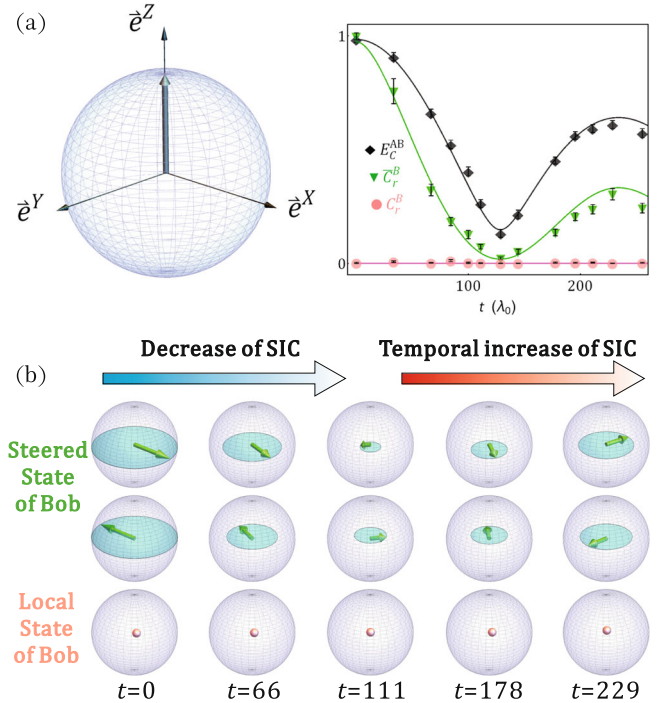 (a)
e⃗^Z
e⃗^Y
e⃗^X
1
0
E_C^{AB}
C̅_r^B
C_r^B
100
200
t (λ₀)
(b)
Decrease of SIC
Temporal increase of SIC
Steered
State
of Bob
Local
State
of Bob
t=0
t=66
t=111
t=178
t=229